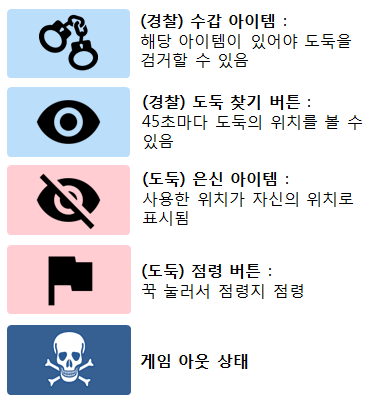 (경찰) 수갑 아이템 :
해당 아이템이 있어야 도둑을
검거할 수 있음
(경찰) 도둑 찾기 버튼 :
45초마다 도둑의 위치를 볼 수
있음
(도둑) 은신 아이템 :
사용한 위치가 자신의 위치로
표시됨
(도둑) 점령 버튼 :
꾹 눌러서 점령지 점령
게임 아웃 상태